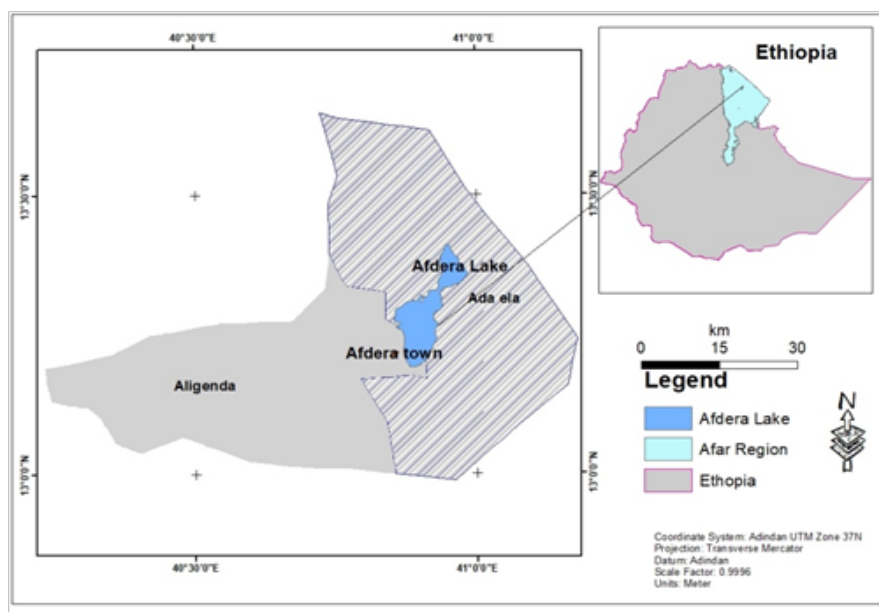 40°30'0"E
41°0'0"E
Ethiopia
13°30'0"N
13°30'0"N
Afdera Lake
Ada ela
Afdera town
Aligenda
km
0 15 30
Legend
Afdera Lake
Afar Region
Ethopia
N
13°0'0"N
13°0'0"N
40°30'0"E
41°0'0"E
Coordinate System: Adindan UTM Zone 37N
Projection: Transverse Mercator
Datum: Adindan
Scale Factor: 0.9996
Units: Meter